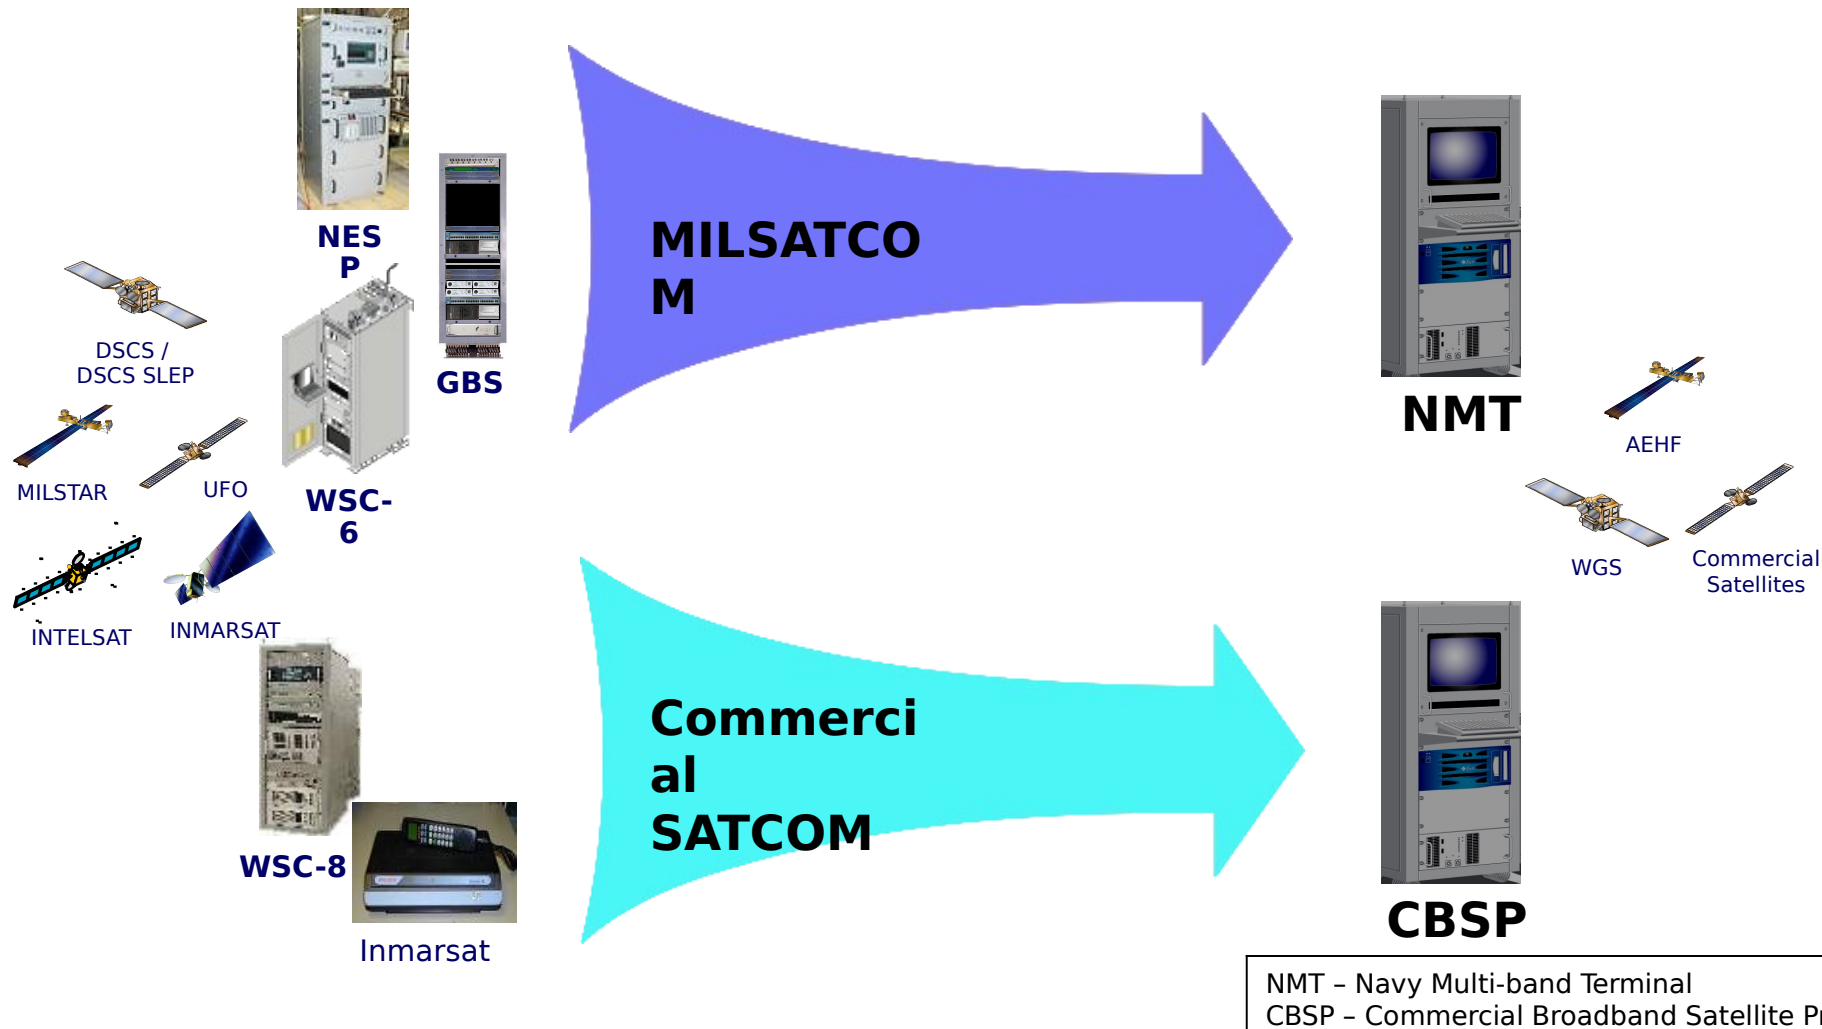 NES
P
GBS
DSCS /
DSCS SLEP
MILSTAR
UFO
WSC-
6
INTELSAT
INMARSAT
WSC-8
Inmarsat
MILSATCO
M
Commerci
al
SATCOM
NMT
AEHF
WGS
Commercial
Satellites
CBSP
NMT – Navy Multi-band Terminal
CBSP – Commercial Broadband Satellite